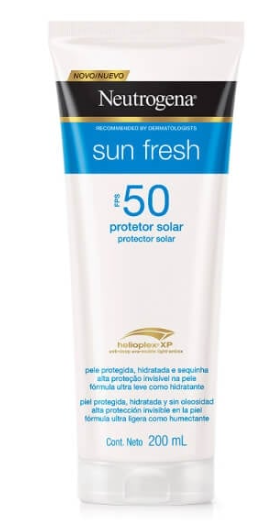 NOVO/NUEVO
Neutrogena®
RECOMMENDED BY DERMATOLOGISTS
sun fresh
FPS 50
protetor solar
protector solar
helioplex® XP
pele protegida, hidratada e sequinha
alta proteção invisível na pele
fórmula ultra leve como hidratante
piel protegida, hidratada y sin oleosidad
alta protección invisible en la piel
fórmula ultra ligera como humectante
Cont. Neto 200 mL